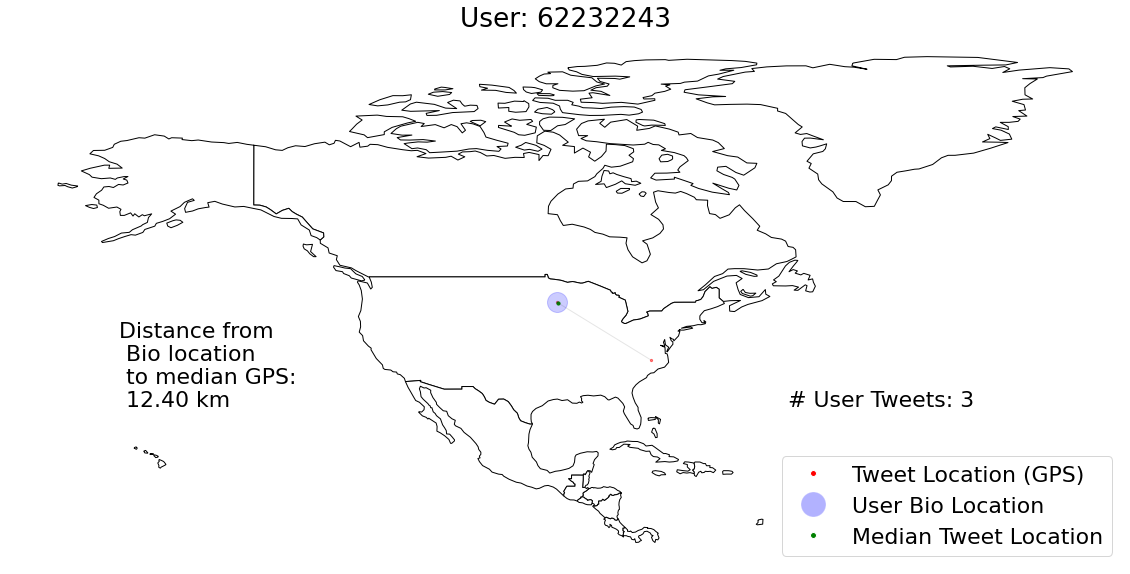 User: 62232243
Distance from
Bio location
to median GPS:
12.40 km
# User Tweets: 3
Tweet Location (GPS)
User Bio Location
Median Tweet Location